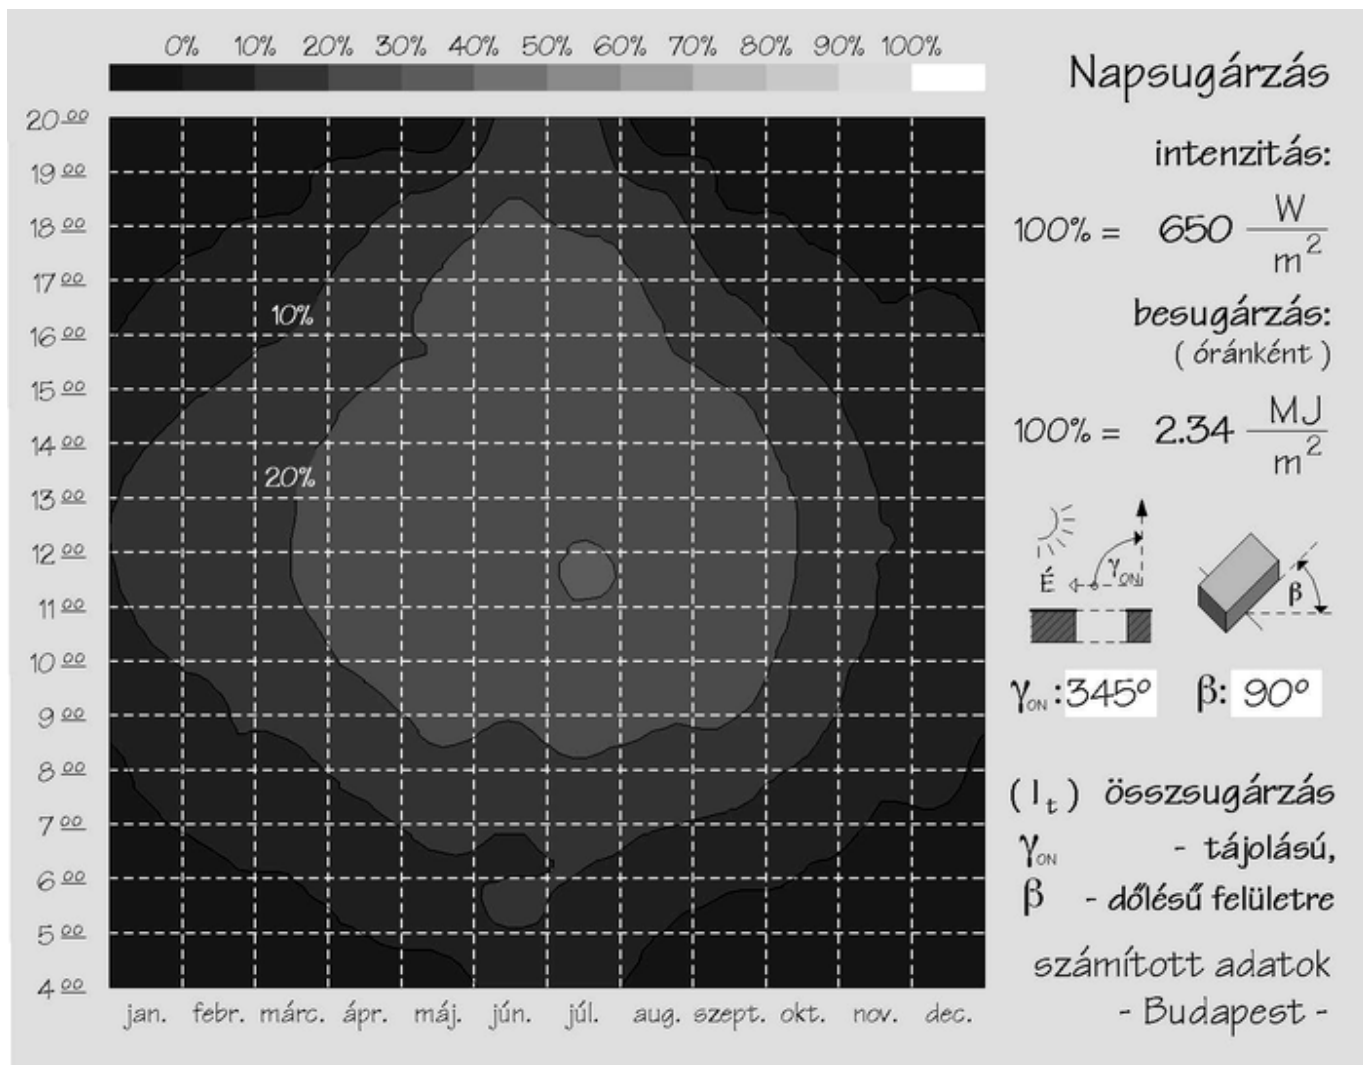 0% 10% 20% 30% 40% 50% 60% 70% 80% 90% 100%
20 00
19 00
18 00
17 00
16 00
15 00
14 00
13 00
12 00
11 00
10 00
9 00
8 00
7 00
6 00
5 00
4 00
10%
20%
jan. febr. márc. ápr. máj. jún. júl. aug. szept. okt. nov. dec.
Napsugárzás
intenzitás:
100% = 650 W
m²
besugárzás:
( óránként )
100% = 2.34 MJ
m²
É γON β
γON : 345º β: 90º
( It ) összsugárzás
γON - tájolású,
β - dőlésű felületre
számított adatok
- Budapest -